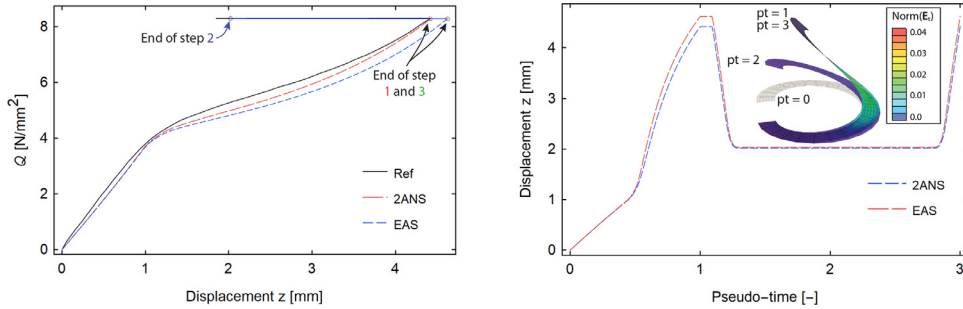 8
6
4
2
0
Q [N/mm²]
End of step 2
End of step
1 and 3
Ref
2ANS
EAS
0
1
2
3
4
Displacement z [mm]
4
3
2
1
0
Displacement z [mm]
pt = 1
pt = 3
pt = 2
pt = 0
Norm(Eₜ)
0.04
0.03
0.02
0.01
0.0
2ANS
EAS
0
1
2
3
Pseudo-time [-]